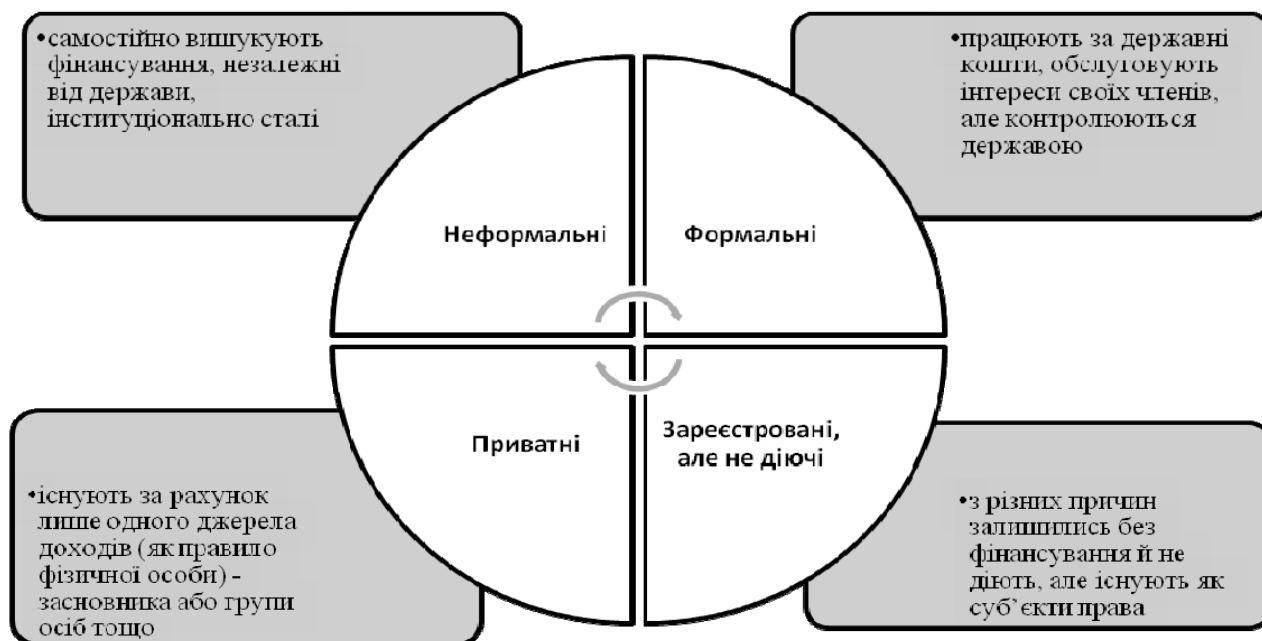 •самостійно вишукують
фінансування, незалежні
від держави,
інституціонально сталі
•працюють за державні
кошти, обслуговують
інтереси своїх членів,
але контролюються
державою
Неформальні
Формальні
Приватні
Зареєстровані,
але не діючі
•існують за рахунок
лише одного джерела
доходів (як правило
фізичної особи) -
засновника або групи
осіб тощо
•з різних причин
залишились без
фінансування й не
діють, але існують як
суб’єкти права